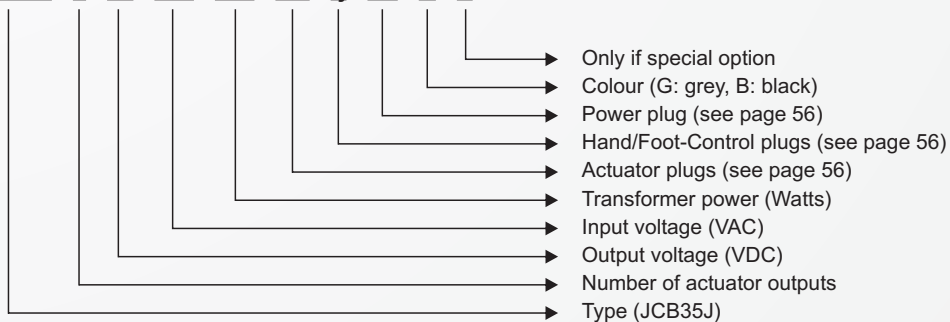 Only if special option
Colour (G: grey, B: black)
Power plug (see page 56)
Hand/Foot-Control plugs (see page 56)
Actuator plugs (see page 56)
Transformer power (Watts)
Input voltage (VAC)
Output voltage (VDC)
Number of actuator outputs
Type (JCB35J)